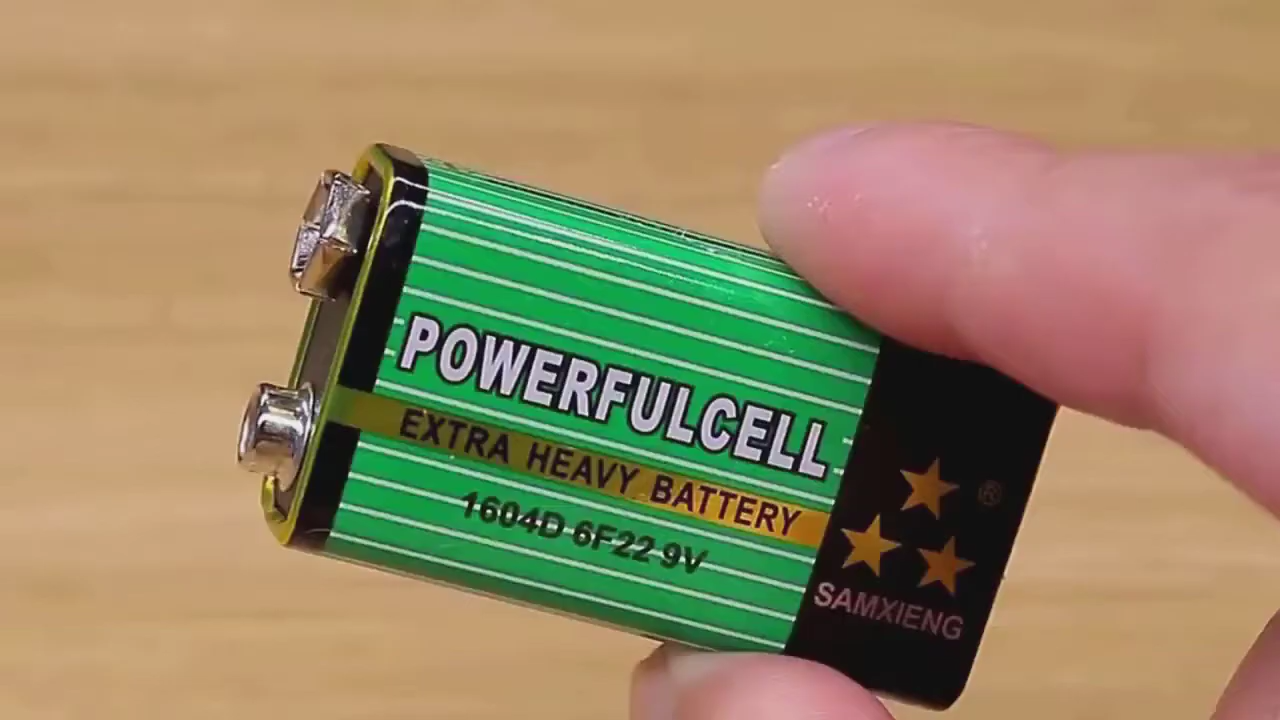 POWERFULCELL
EXTRA HEAVY BATTERY
1604D 6F22 9V
®
SAMXIENG